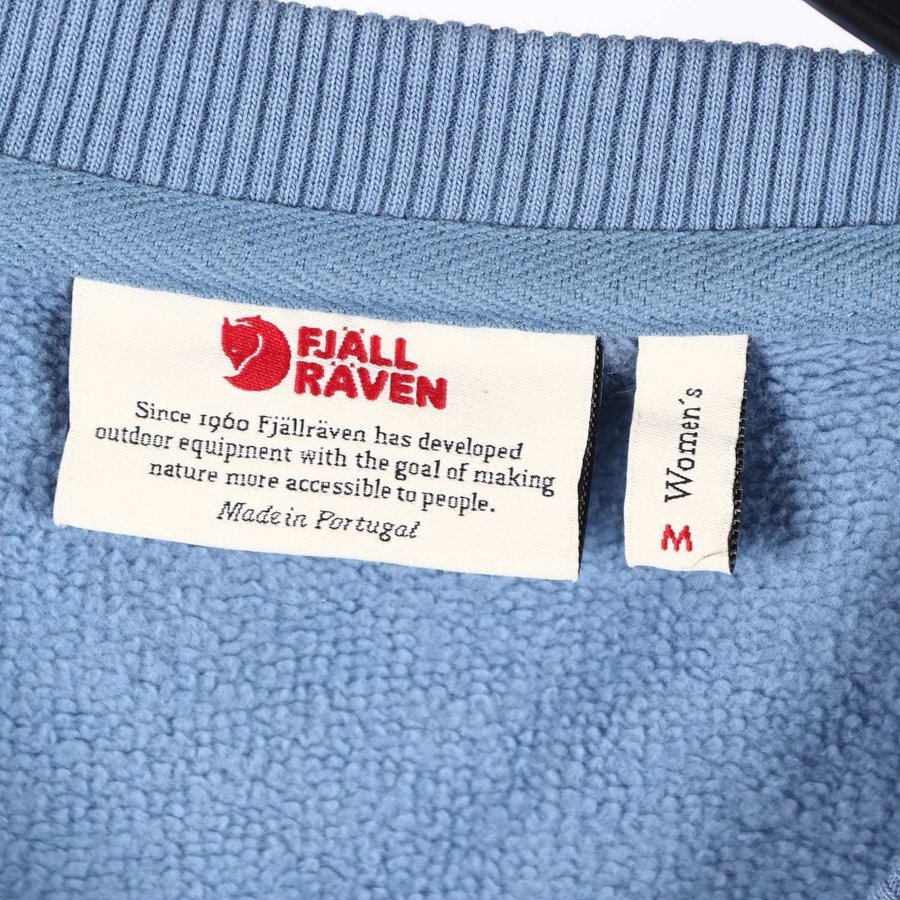 FJÄLL
RÄVEN
Since 1960 Fjällräven has developed
outdoor equipment with the goal of making
nature more accessible to people.
Made in Portugal
M Women´s